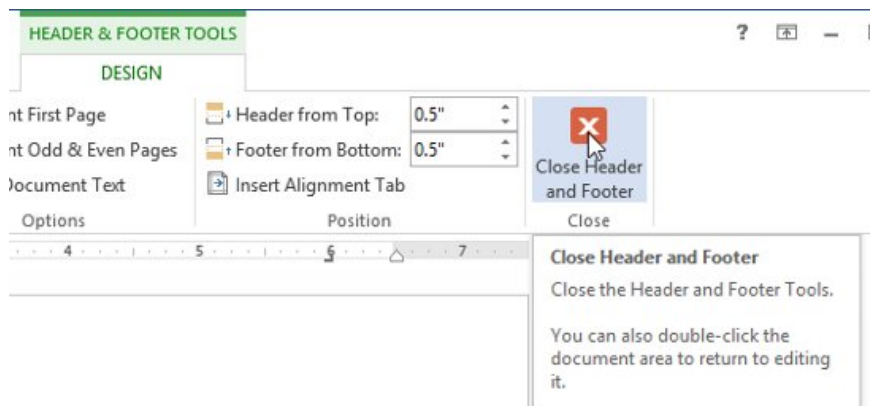 HEADER & FOOTER TOOLS
?
DESIGN
nt First Page
Header from Top: 0.5"
nt Odd & Even Pages
Footer from Bottom: 0.5"
Document Text
Insert Alignment Tab
Close Header
and Footer
Options
Position
Close
4 5 6 7
Close Header and Footer
Close the Header and Footer Tools.
You can also double-click the
document area to return to editing
it.